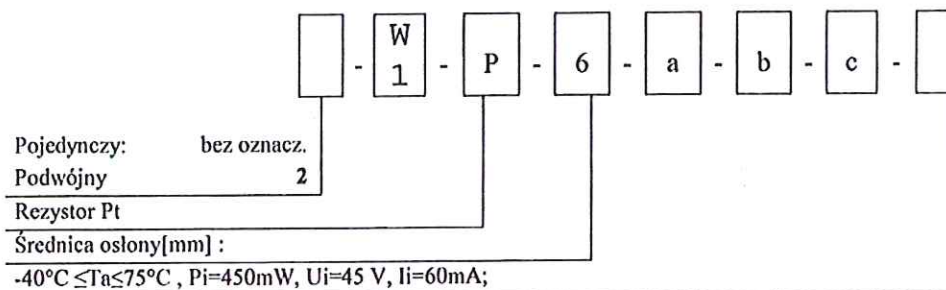 - W 1 - P - 6 - a - b - c -
Pojedynczy: bez oznacz.
Podwójny 2
Rezystor Pt
Średnica osłony[mm] :
-40°C ≤Ta≤75°C , Pi=450mW, Ui=45 V, Ii=60mA;